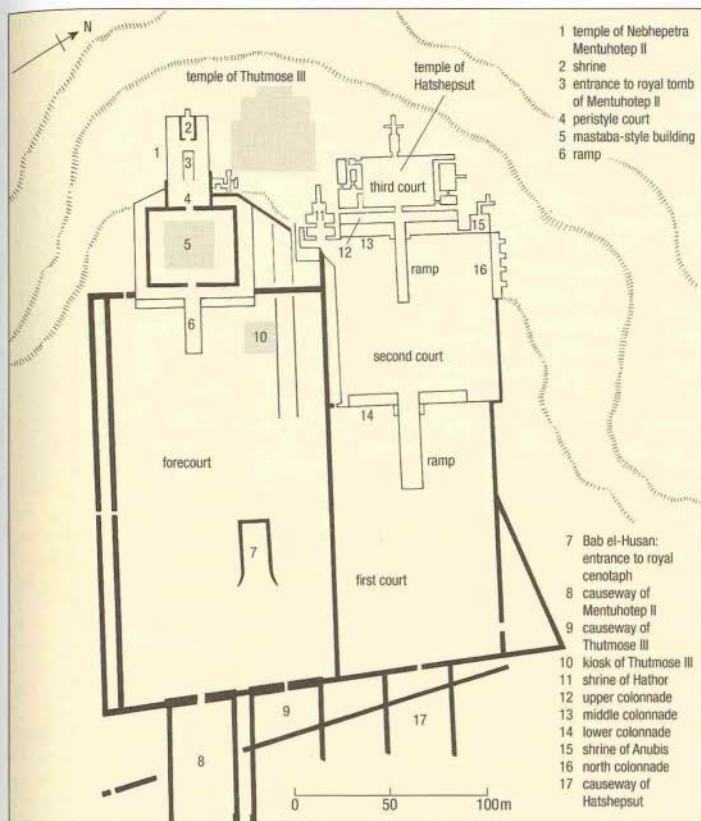 N
temple of Thutmose III
temple of
Hatshepsut
1 temple of Nebhepetra
Mentuhotep II
2 shrine
3 entrance to royal tomb
of Mentuhotep II
4 peristyle court
5 mastaba-style building
6 ramp
1
2
3
4
5
6
third court
11
12
13
15
16
ramp
10
second court
14
forecourt
ramp
7
first court
7 Bab el-Husan:
entrance to royal
cenotaph
8 causeway of
Mentuhotep II
9 causeway of
Thutmose III
10 kiosk of Thutmose III
11 shrine of Hathor
12 upper colonnade
13 middle colonnade
14 lower colonnade
15 shrine of Anubis
16 north colonnade
17 causeway of
Hatshepsut
8
9
17
0 50 100 m